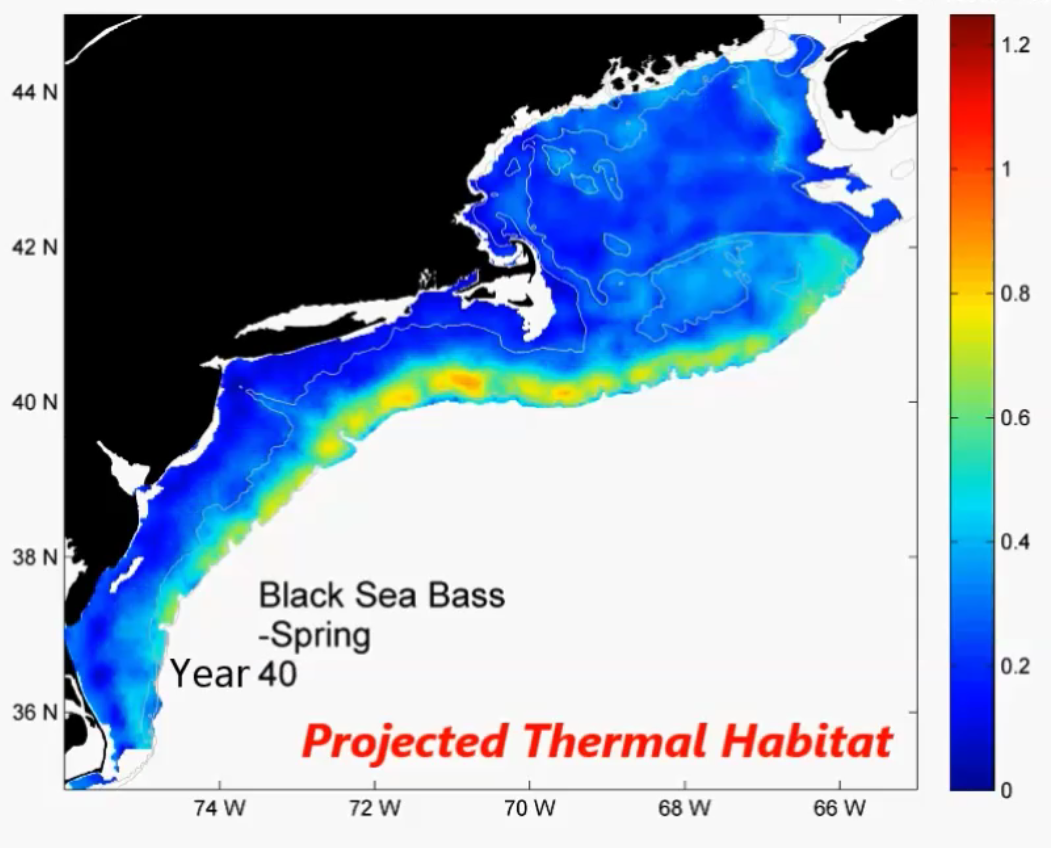 1.2
44 N
1
42 N
0.8
40 N
0.6
0.4
38 N
Black Sea Bass
-Spring
Year 40
0.2
36 N
Projected Thermal Habitat
0
74 W
72 W
70 W
68 W
66 W